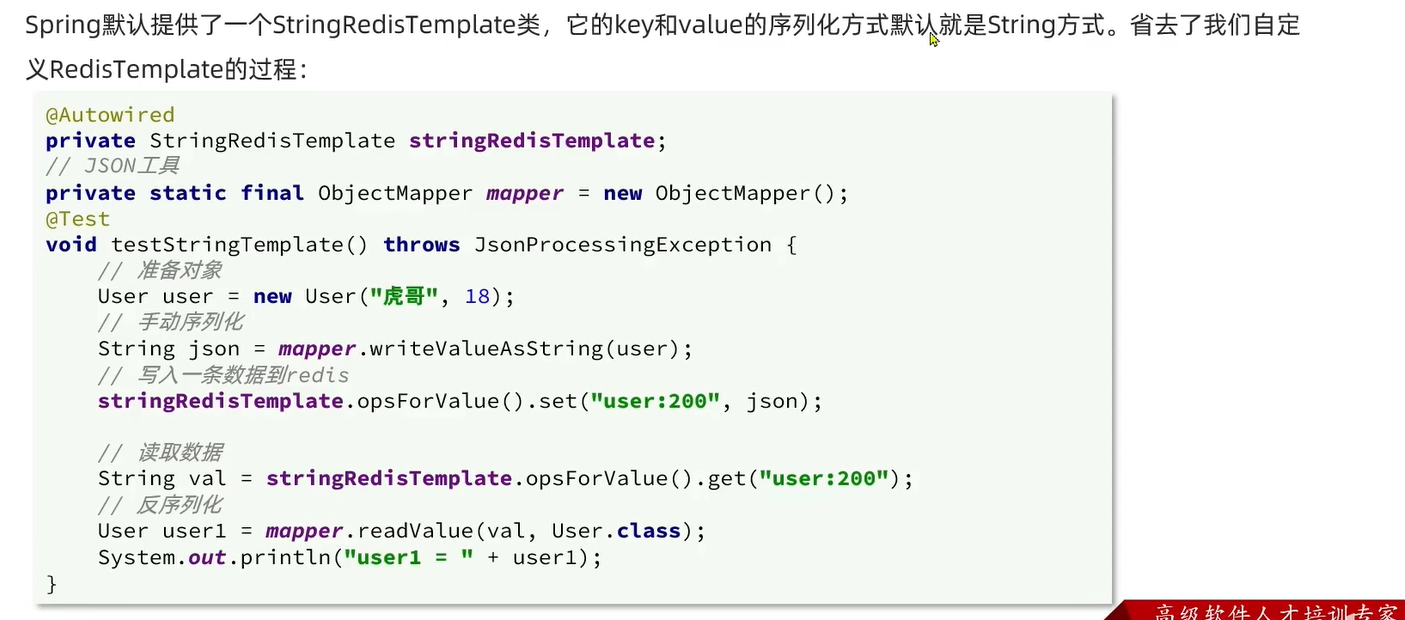 Spring默认提供了一个StringRedisTemplate类，它的key和value的序列化方式默认就是String方式。省去了我们自定
义RedisTemplate的过程：
@Autowired
private StringRedisTemplate stringRedisTemplate;
// JSON工具
private static final ObjectMapper mapper = new ObjectMapper();
@Test
void testStringTemplate() throws JsonProcessingException {
    // 准备对象
    User user = new User("虎哥", 18);
    // 手动序列化
    String json = mapper.writeValueAsString(user);
    // 写入一条数据到redis
    stringRedisTemplate.opsForValue().set("user:200", json);

    // 读取数据
    String val = stringRedisTemplate.opsForValue().get("user:200");
    // 反序列化
    User user1 = mapper.readValue(val, User.class);
    System.out.println("user1 = " + user1);
}
高级软件人才培训专家